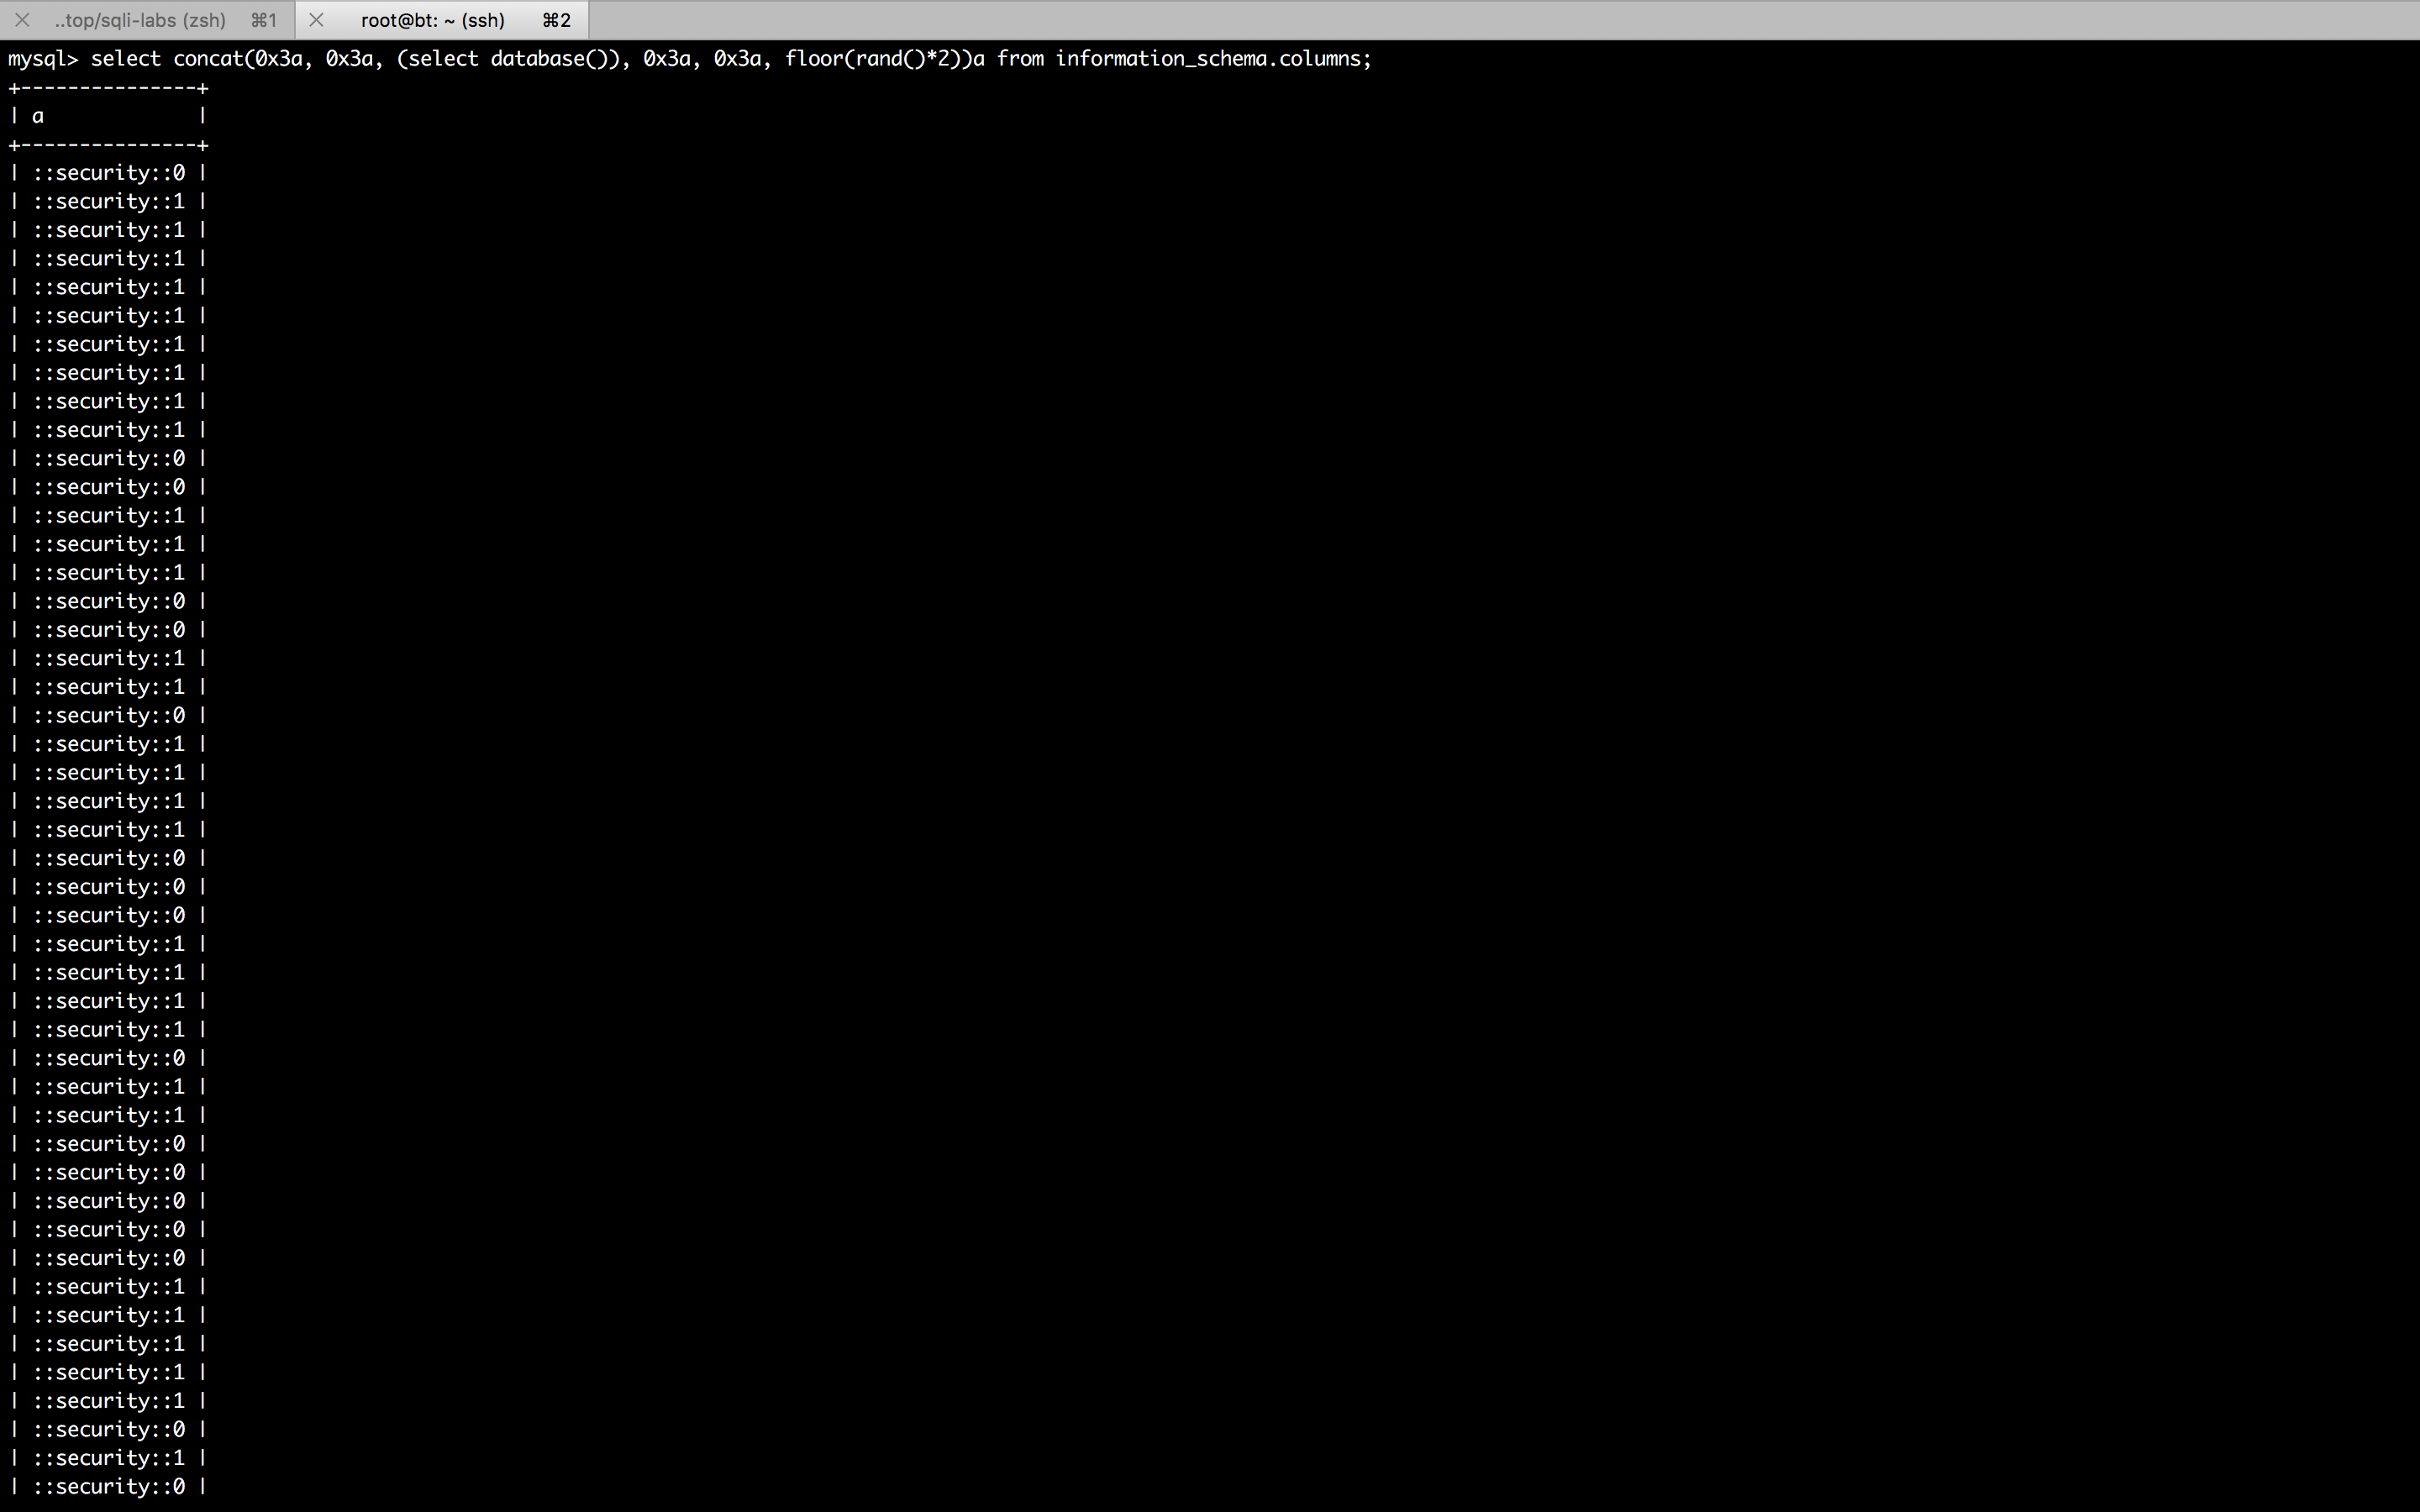 ..top/sqli-labs (zsh) ⌘1 root@bt: ~ (ssh) ⌘2
mysql> select concat(0x3a, 0x3a, (select database()), 0x3a, 0x3a, floor(rand()*2))a from information_schema.columns;
+---------------+
| a             |
+---------------+
| ::security::0 |
| ::security::1 |
| ::security::1 |
| ::security::1 |
| ::security::1 |
| ::security::1 |
| ::security::1 |
| ::security::1 |
| ::security::1 |
| ::security::1 |
| ::security::0 |
| ::security::0 |
| ::security::1 |
| ::security::1 |
| ::security::1 |
| ::security::0 |
| ::security::0 |
| ::security::1 |
| ::security::1 |
| ::security::0 |
| ::security::1 |
| ::security::1 |
| ::security::1 |
| ::security::1 |
| ::security::0 |
| ::security::0 |
| ::security::0 |
| ::security::1 |
| ::security::1 |
| ::security::1 |
| ::security::1 |
| ::security::0 |
| ::security::1 |
| ::security::1 |
| ::security::0 |
| ::security::0 |
| ::security::0 |
| ::security::0 |
| ::security::0 |
| ::security::1 |
| ::security::1 |
| ::security::1 |
| ::security::1 |
| ::security::1 |
| ::security::0 |
| ::security::1 |
| ::security::0 |